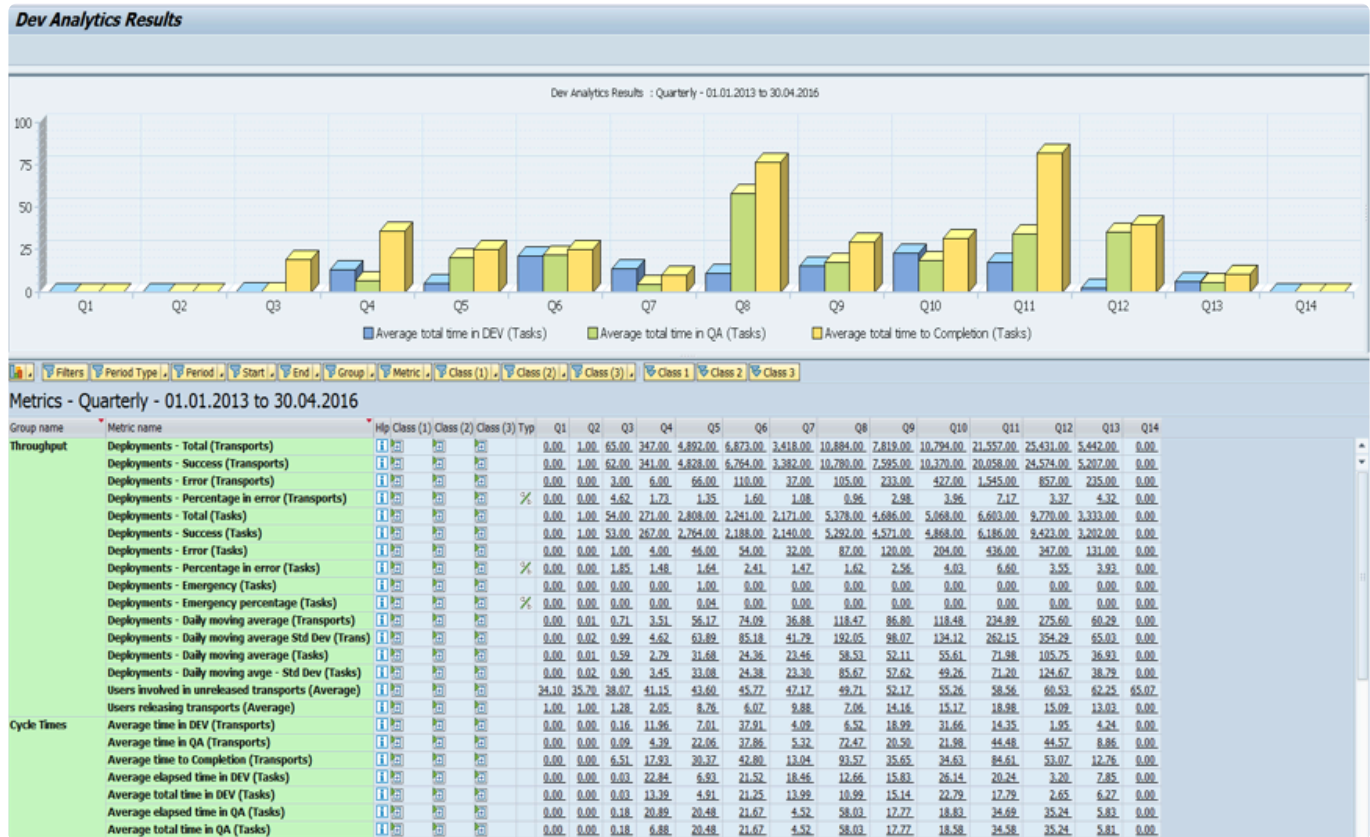 Dev Analytics Results
Dev Analytics Results : Quarterly - 01.01.2013 to 30.04.2016
100
75
50
25
0
Q1 Q2 Q3 Q4 Q5 Q6 Q7 Q8 Q9 Q10 Q11 Q12 Q13 Q14
Average total time in DEV (Tasks) Average total time in QA (Tasks) Average total time to Completion (Tasks)
Filters Period Type Period Start End Group Metric Class (1) Class (2) Class (3) Class 1 Class 2 Class 3
Metrics - Quarterly - 01.01.2013 to 30.04.2016
Group name Metric name Hlp Class (1) Class (2) Class (3) Typ Q1 Q2 Q3 Q4 Q5 Q6 Q7 Q8 Q9 Q10 Q11 Q12 Q13 Q14
Throughput Deployments - Total (Transports) 0.00 1.00 65.00 347.00 4,892.00 6,873.00 3,418.00 10,884.00 7,819.00 10,794.00 21,557.00 25,431.00 5,442.00 0.00
Deployments - Success (Transports) 0.00 1.00 62.00 341.00 4,828.00 6,764.00 3,382.00 10,780.00 7,595.00 10,370.00 20,058.00 24,574.00 5,207.00 0.00
Deployments - Error (Transports) 0.00 0.00 3.00 6.00 66.00 110.00 37.00 105.00 233.00 427.00 1,545.00 857.00 235.00 0.00
Deployments - Percentage in error (Transports) % 0.00 0.00 4.62 1.73 1.35 1.60 1.08 0.96 2.98 3.96 7.17 3.37 4.32 0.00
Deployments - Total (Tasks) 0.00 1.00 54.00 271.00 2,808.00 2,241.00 2,171.00 5,378.00 4,686.00 5,068.00 6,603.00 9,770.00 3,333.00 0.00
Deployments - Success (Tasks) 0.00 1.00 53.00 267.00 2,764.00 2,188.00 2,140.00 5,292.00 4,571.00 4,868.00 6,186.00 9,423.00 3,202.00 0.00
Deployments - Error (Tasks) 0.00 0.00 1.00 4.00 46.00 54.00 32.00 87.00 120.00 204.00 436.00 347.00 131.00 0.00
Deployments - Percentage in error (Tasks) % 0.00 0.00 1.85 1.48 1.64 2.41 1.47 1.62 2.56 4.03 6.60 3.55 3.93 0.00
Deployments - Emergency (Tasks) 0.00 0.00 0.00 0.00 1.00 0.00 0.00 0.00 0.00 0.00 0.00 0.00 0.00 0.00
Deployments - Emergency percentage (Tasks) % 0.00 0.00 0.00 0.00 0.04 0.00 0.00 0.00 0.00 0.00 0.00 0.00 0.00 0.00
Deployments - Daily moving average (Transports) 0.00 0.01 0.71 3.51 56.17 74.09 36.88 118.47 86.80 118.48 234.89 275.60 60.29 0.00
Deployments - Daily moving average Std Dev (Trans) 0.00 0.02 0.99 4.62 63.89 85.18 41.79 192.05 98.07 134.12 262.15 354.29 65.03 0.00
Deployments - Daily moving average (Tasks) 0.00 0.01 0.59 2.79 31.68 24.36 23.46 58.53 52.11 55.61 71.98 105.75 36.93 0.00
Deployments - Daily moving avge - Std Dev (Tasks) 0.00 0.02 0.90 3.45 33.08 24.38 23.30 85.67 57.62 49.26 71.20 124.67 38.79 0.00
Users involved in unreleased transports (Average) 34.10 35.70 38.07 41.15 43.60 45.77 47.17 49.71 52.17 55.26 58.56 60.53 62.25 65.07
Users releasing transports (Average) 1.00 1.00 1.28 2.05 8.76 6.07 9.88 7.06 14.16 15.17 18.98 15.09 13.03 0.00
Cycle Times Average time in DEV (Transports) 0.00 0.00 0.16 11.96 7.01 37.91 4.09 6.52 18.99 31.66 14.35 1.95 4.24 0.00
Average time in QA (Transports) 0.00 0.00 0.09 4.39 22.06 37.86 5.32 72.47 20.50 21.98 44.48 44.57 8.86 0.00
Average time to Completion (Transports) 0.00 0.00 6.51 17.93 30.37 42.80 13.04 93.57 35.65 34.63 84.61 53.07 12.76 0.00
Average elapsed time in DEV (Tasks) 0.00 0.00 0.03 22.84 6.93 21.52 18.46 12.66 15.83 26.14 20.24 3.20 7.85 0.00
Average total time in DEV (Tasks) 0.00 0.00 0.03 13.39 4.91 21.25 13.99 10.99 15.14 22.79 17.79 2.65 6.27 0.00
Average elapsed time in QA (Tasks) 0.00 0.00 0.18 20.89 20.48 21.67 4.52 58.03 17.77 18.83 34.69 35.24 5.83 0.00
Average total time in QA (Tasks) 0.00 0.00 0.18 6.88 20.48 21.67 4.52 58.03 17.77 18.58 34.58 35.24 5.81 0.00